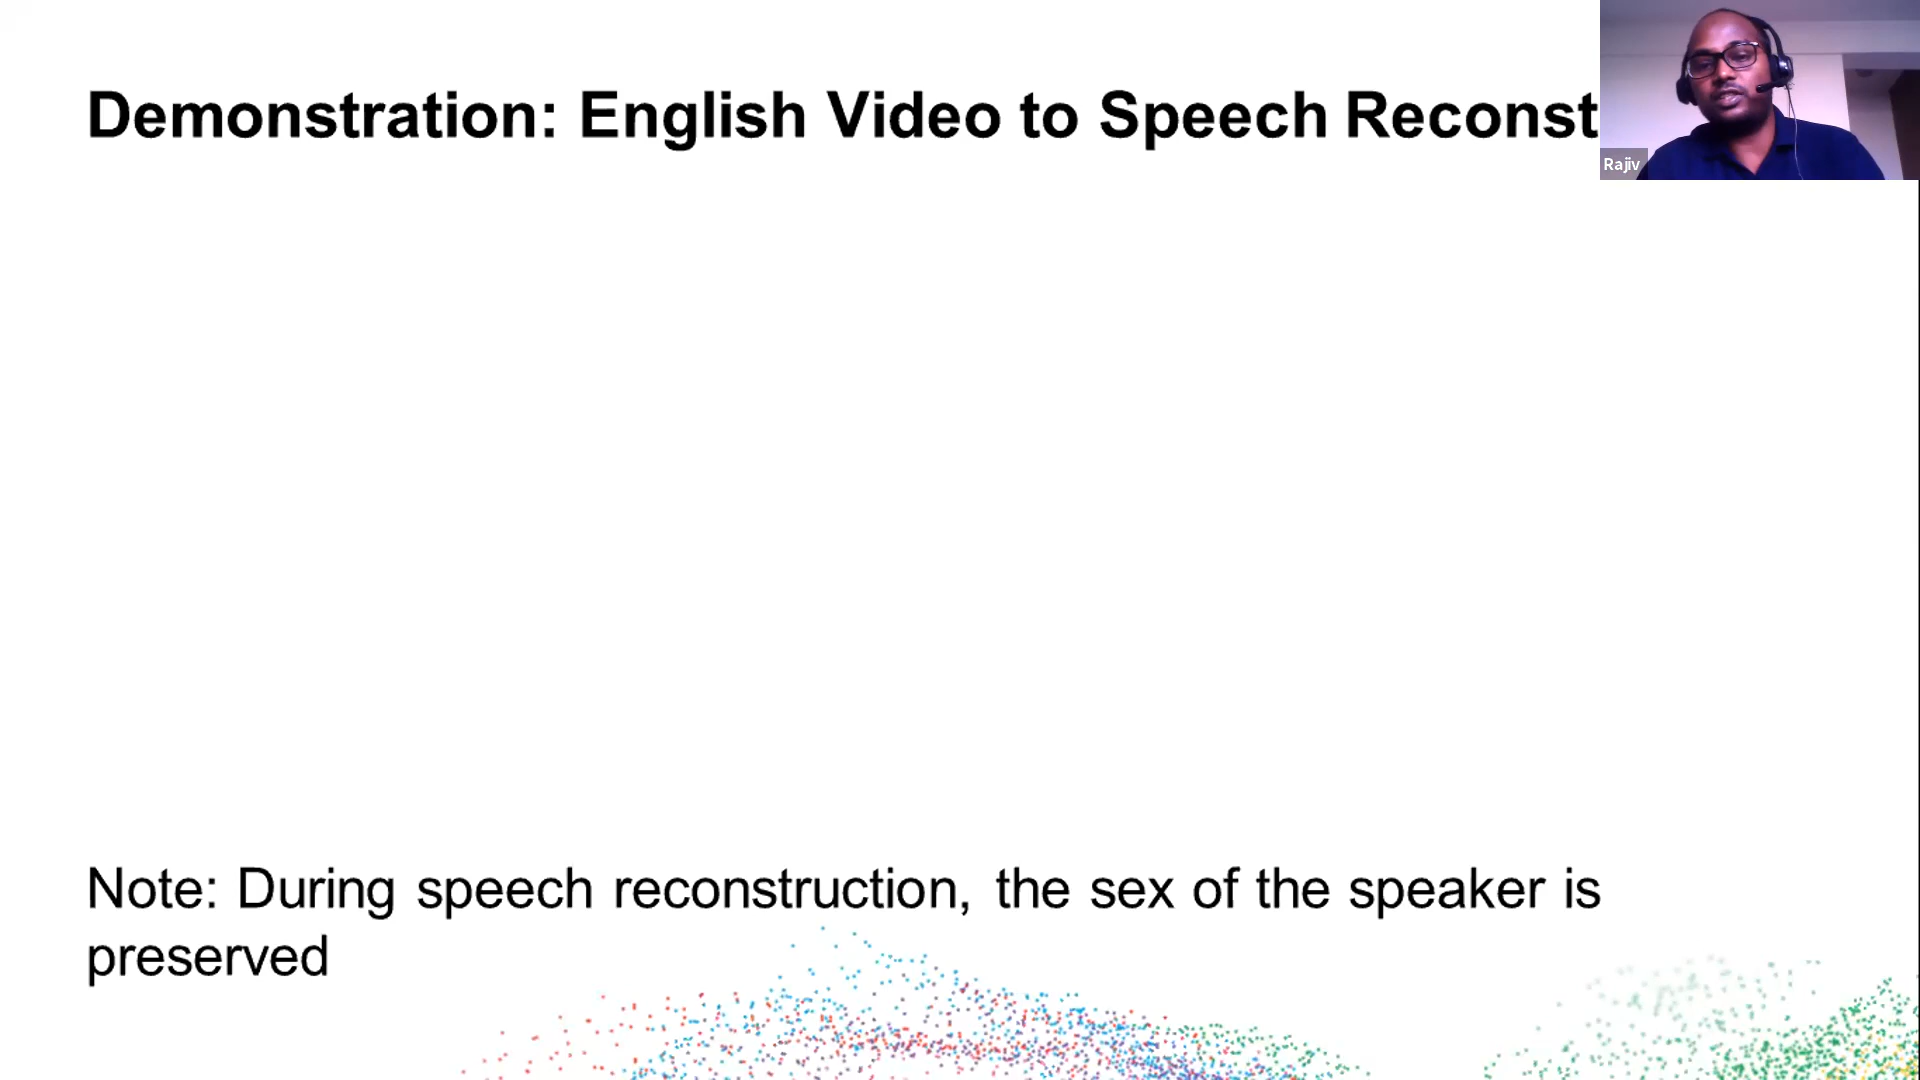 Demonstration: English Video to Speech Reconst
Rajiv
Note: During speech reconstruction, the sex of the speaker is
preserved